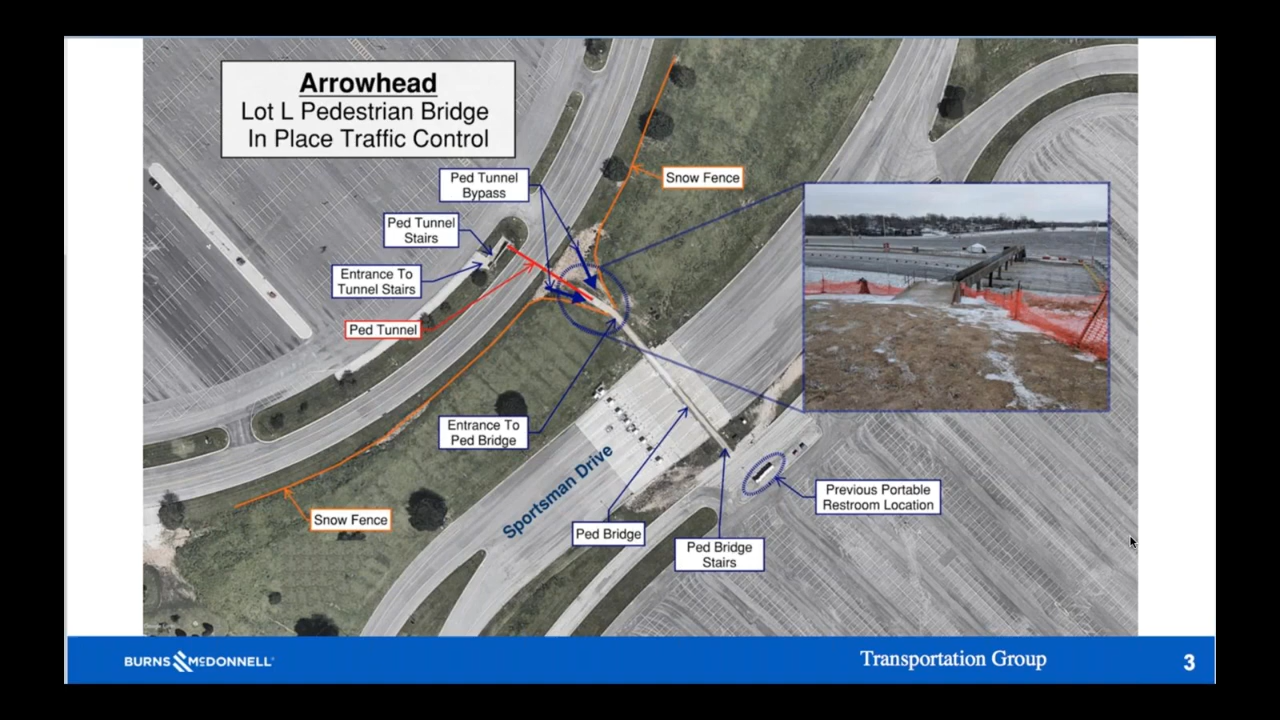 Arrowhead
Lot L Pedestrian Bridge
In Place Traffic Control
Ped Tunnel
Bypass
Snow Fence
Ped Tunnel
Stairs
Entrance To
Tunnel Stairs
Ped Tunnel
Entrance To
Ped Bridge
Sportsman Drive
Previous Portable
Restroom Location
Snow Fence
Ped Bridge
Ped Bridge
Stairs
BURNS McDONNELL
Transportation Group
3